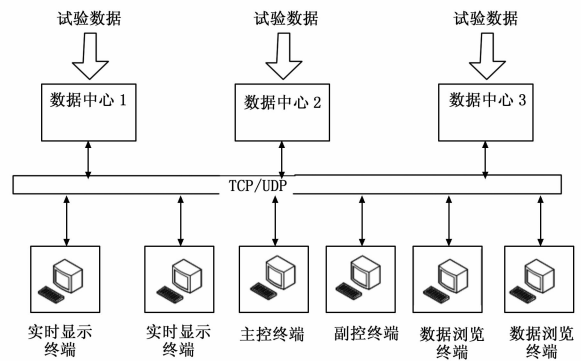 试验数据 试验数据 试验数据
数据中心 1 数据中心 2 数据中心 3
TCP/UDP
实时显示 实时显示 主控终端 副控终端 数据浏览 数据浏览
终端 终端 终端 终端